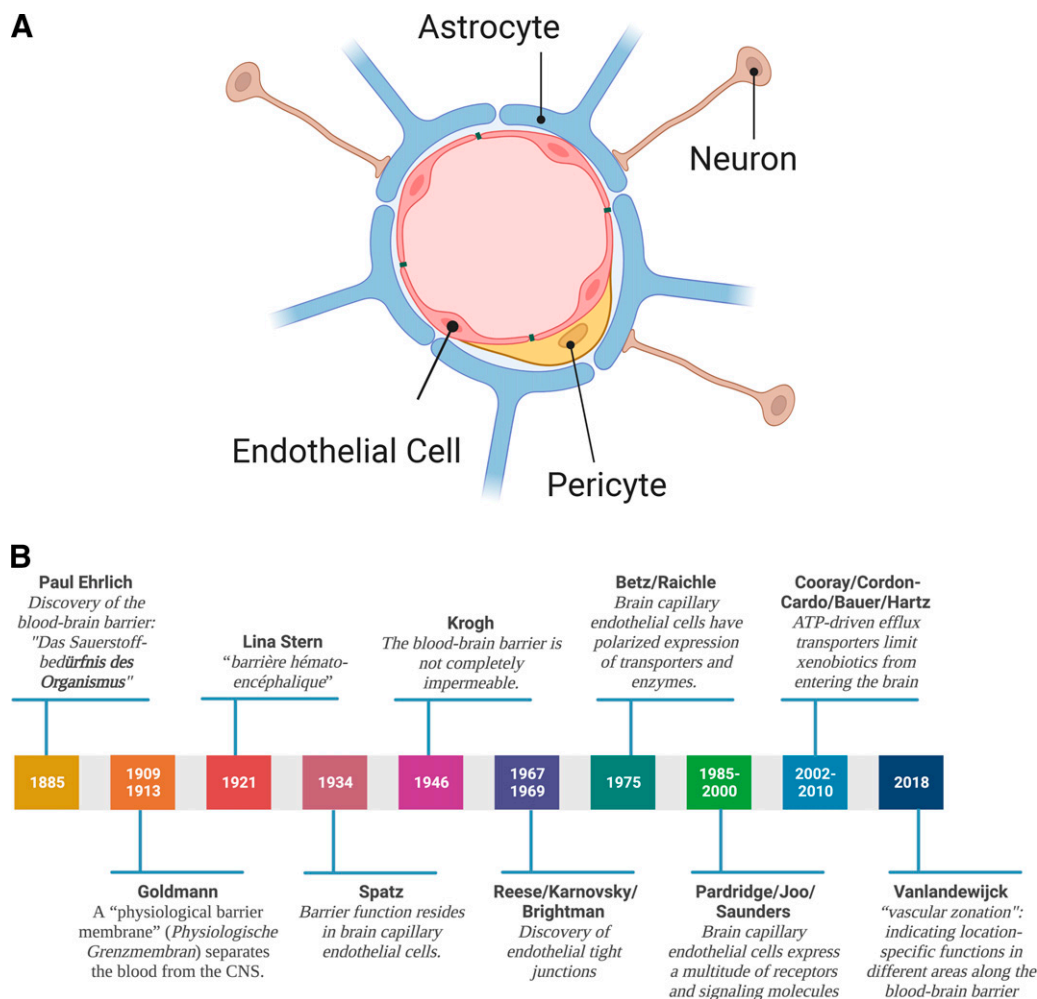 A
Astrocyte
Neuron
Endothelial Cell
Pericyte
B
Paul Ehrlich
Discovery of the
blood-brain barrier:
"Das Sauerstoff-
bedürfnis des
Organismus"
Lina Stern
“barrière hémato-
encéphalique”
Krogh
The blood-brain barrier is
not completely
impermeable.
Betz/Raichle
Brain capillary
endothelial cells have
polarized expression
of transporters and
enzymes.
Cooray/Cordon-
Cardo/Bauer/Hartz
ATP-driven efflux
transporters limit
xenobiotics from
entering the brain
1885
1909
1913
1921
1934
1946
1967
1969
1975
1985-
2000
2002-
2010
2018
Goldmann
A “physiological barrier
membrane” (Physiologische
Grenzmembran) separates
the blood from the CNS.
Spatz
Barrier function resides
in brain capillary
endothelial cells.
Reese/Karnovsky/
Brightman
Discovery of
endothelial tight
junctions
Pardridge/Joo/
Saunders
Brain capillary
endothelial cells express
a multitude of receptors
and signaling molecules
Vanlandewijck
“vascular zonation":
indicating location-
specific functions in
different areas along the
blood-brain barrier